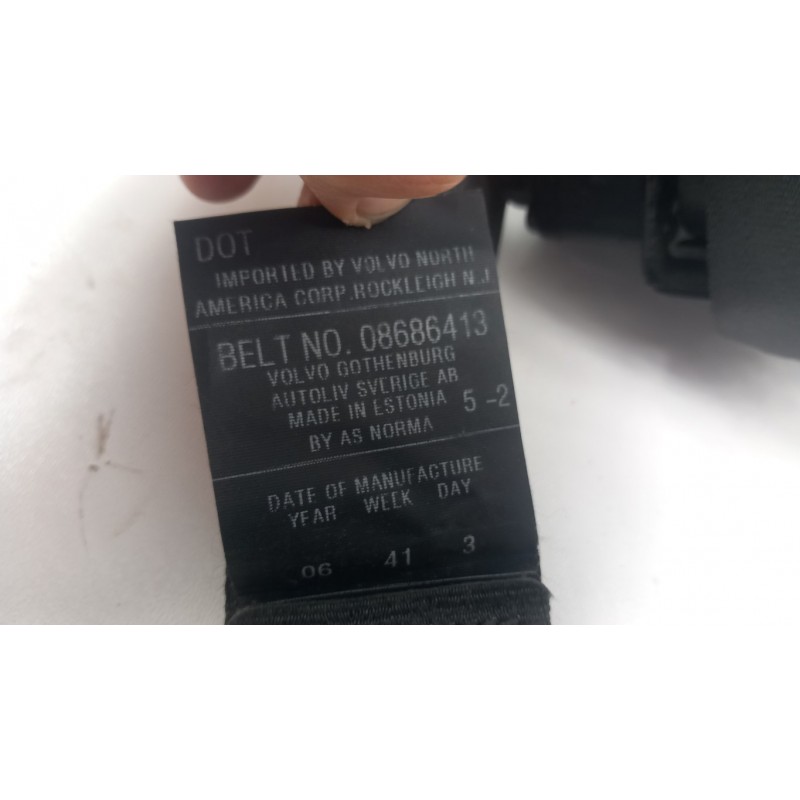 DOT
IMPORTED BY VOLVO NORTH
AMERICA CORP.ROCKLEIGH N.J
BELT NO. 08686413
VOLVO GOTHENBURG
AUTOLIV SVERIGE AB
MADE IN ESTONIA 5-2
BY AS NORMA
DATE OF MANUFACTURE
YEAR WEEK DAY
06 41 3